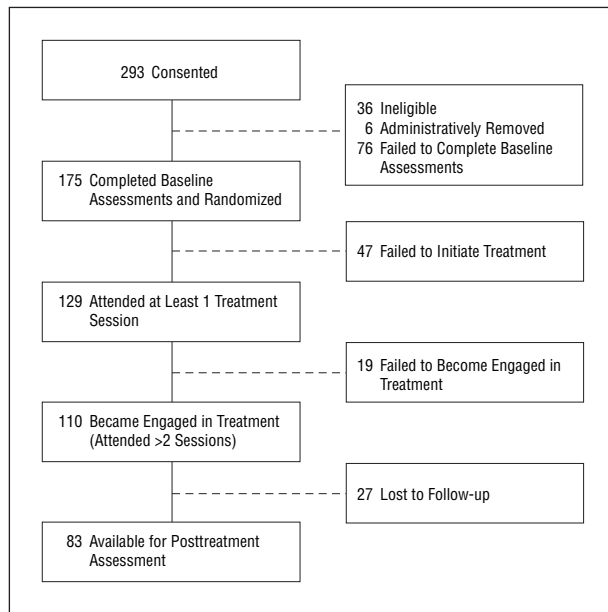 293 Consented
36 Ineligible
6 Administratively Removed
76 Failed to Complete Baseline
Assessments
175 Completed Baseline
Assessments and Randomized
47 Failed to Initiate Treatment
129 Attended at Least 1 Treatment
Session
19 Failed to Become Engaged in
Treatment
110 Became Engaged in Treatment
(Attended >2 Sessions)
27 Lost to Follow-up
83 Available for Posttreatment
Assessment